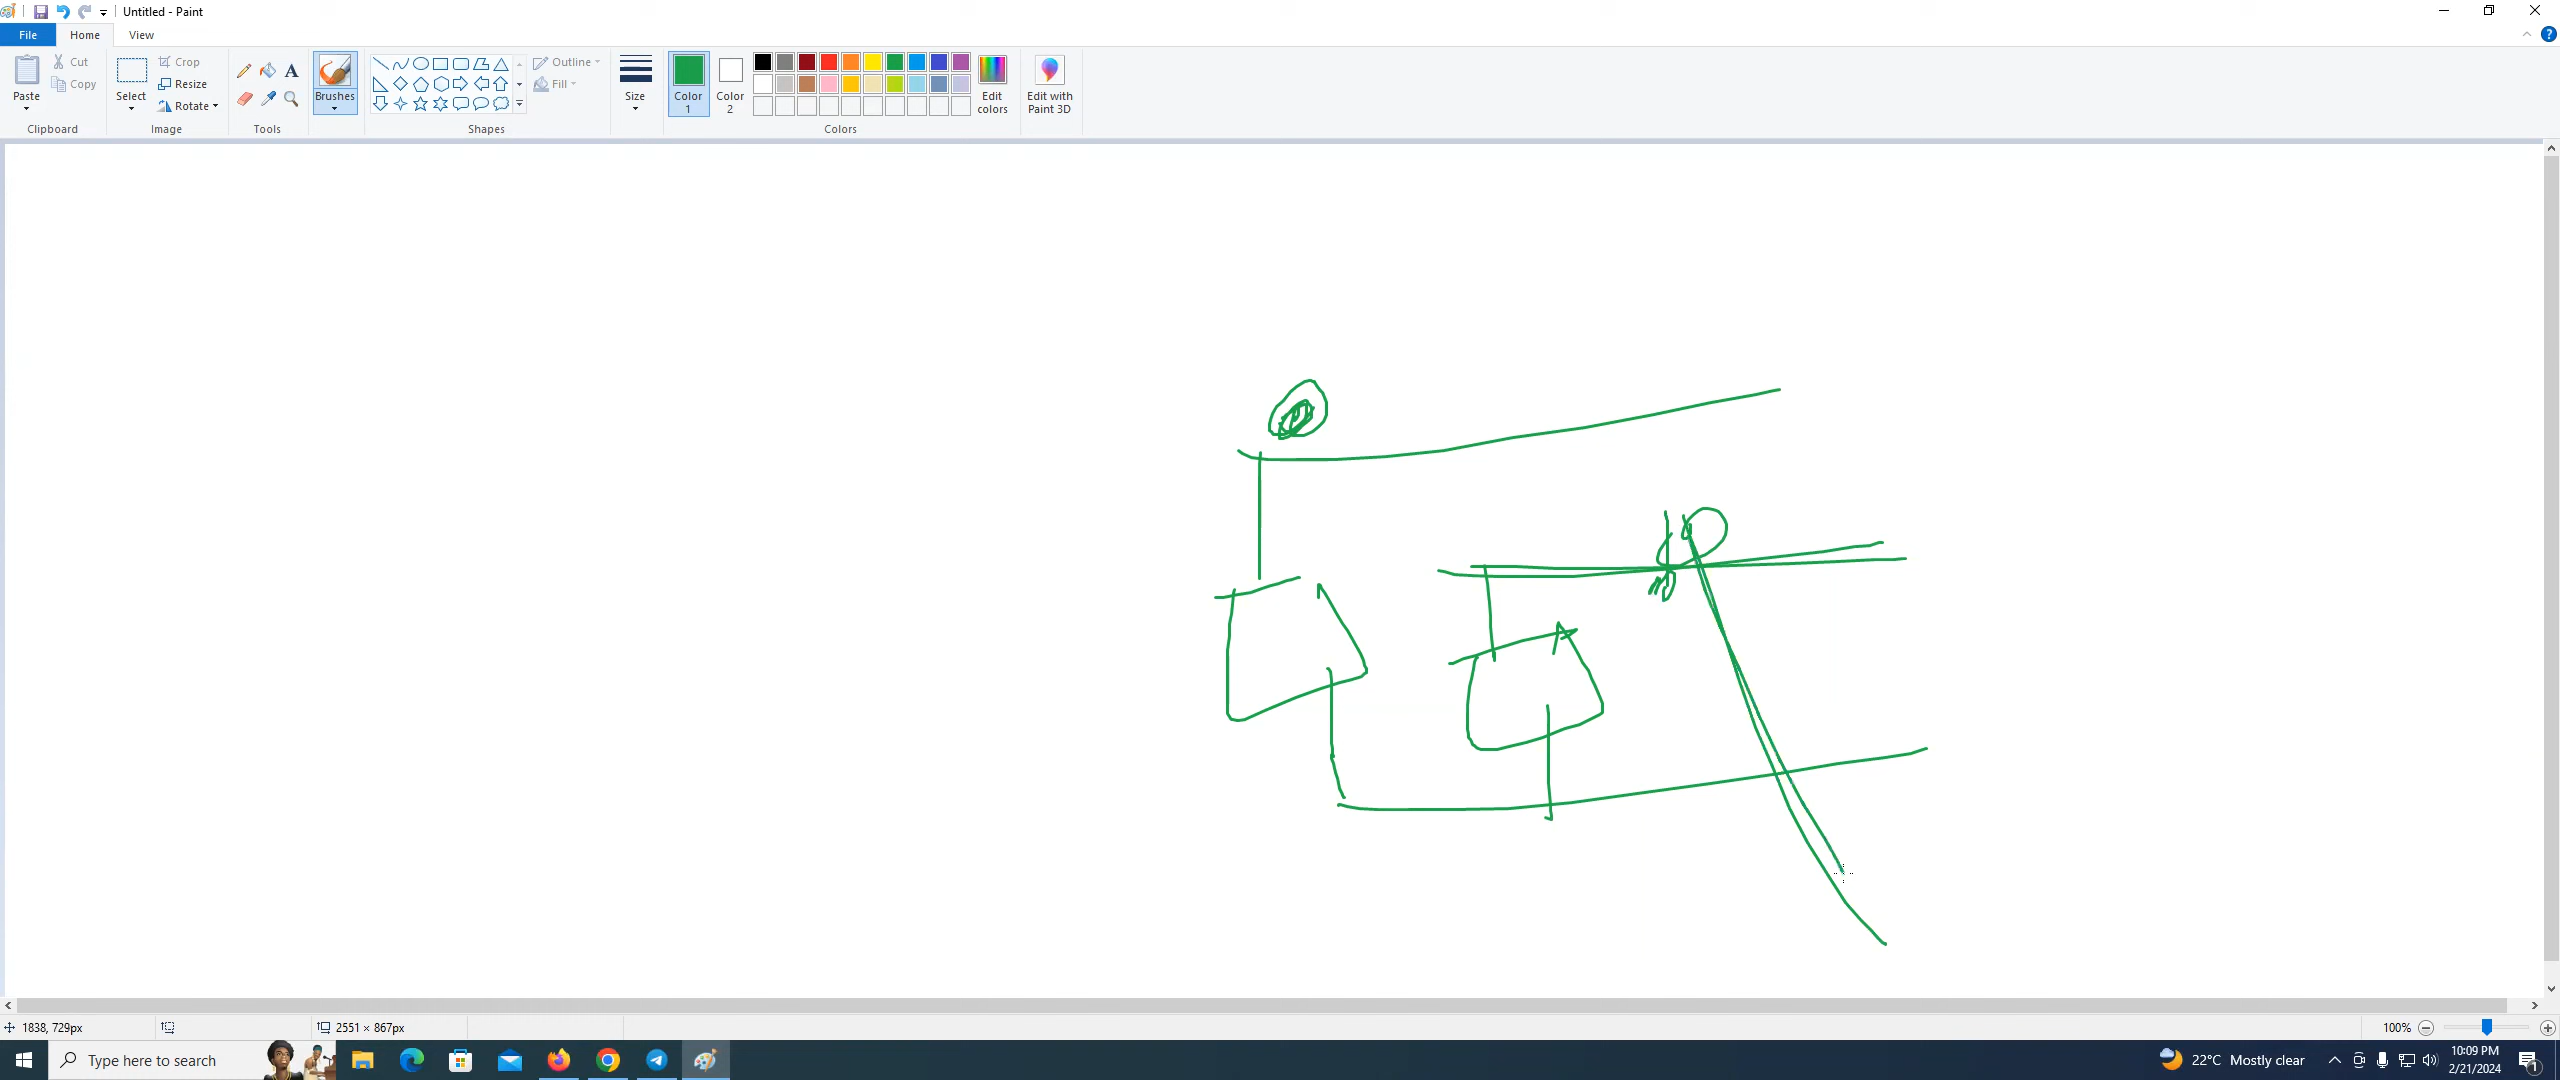 Untitled - Paint
File Home View
Paste
Cut
Copy
Clipboard
Select
Crop
Resize
Rotate
Image
Tools
Brushes
Shapes
Outline
Fill
Size
Color 1
Color 2
Colors
Edit colors
Edit with Paint 3D
1838, 729px
2551 × 867px
100%
Type here to search
22°C Mostly clear
10:09 PM
2/21/2024
1